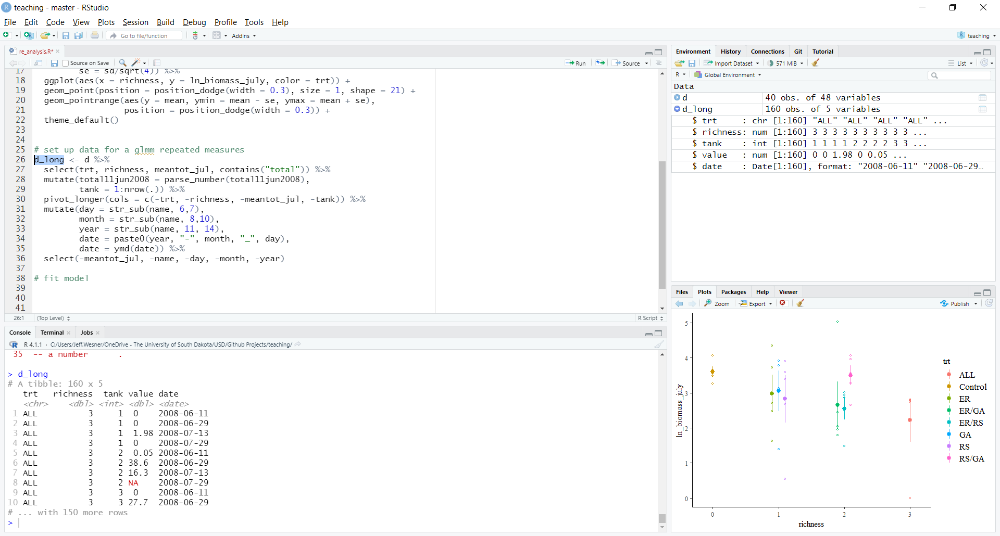 teaching - master - RStudio
File Edit Code View Plots Session Build Debug Profile Tools Help
Go to file/function Addins teaching
re_analysis.R*
Source on Save Run Source
17 se = sd/sqrt(4)) %>%
18 ggplot(aes(x = richness, y = ln_biomass_july, color = trt)) +
19 geom_point(position = position_dodge(width = 0.3), size = 1, shape = 21) +
20 geom_pointrange(aes(y = mean, ymin = mean - se, ymax = mean + se),
21 position = position_dodge(width = 0.3)) +
22 theme_default()
23
24
25 # set up data for a glmm repeated measures
26 d_long <- d %>%
27 select(trt, richness, meantot_jul, contains("total")) %>%
28 mutate(total11jun2008 = parse_number(total11jun2008),
29 tank = 1:nrow(.)) %>%
30 pivot_longer(cols = c(-trt, -richness, -meantot_jul, -tank)) %>%
31 mutate(day = str_sub(name, 6,7),
32 month = str_sub(name, 8,10),
33 year = str_sub(name, 11, 14),
34 date = paste0(year, "-", month, "_", day),
35 date = ymd(date)) %>%
36 select(-meantot_jul, -name, -day, -month, -year)
37
38 # fit model
39
40
41
26:1 (Top Level) R Script
Console Terminal Jobs
R 4.1.1 · C:/Users/Jeff.Wesner/OneDrive - The University of South Dakota/USD/Github Projects/teaching/
35 -- a number .
> d_long
# A tibble: 160 x 5
trt richness tank value date
<chr> <dbl> <int> <dbl> <date>
1 ALL 3 1 0 2008-06-11
2 ALL 3 1 0 2008-06-29
3 ALL 3 1 1.98 2008-07-13
4 ALL 3 1 0 2008-07-29
5 ALL 3 2 0.05 2008-06-11
6 ALL 3 2 38.6 2008-06-29
7 ALL 3 2 16.3 2008-07-13
8 ALL 3 2 NA 2008-07-29
9 ALL 3 3 0 2008-06-11
10 ALL 3 3 27.7 2008-06-29
# ... with 150 more rows
>
Environment History Connections Git Tutorial
Import Dataset 571 MiB List
R Global Environment
Data
d 40 obs. of 48 variables
d_long 160 obs. of 5 variables
$ trt : chr [1:160] "ALL" "ALL" "ALL" "ALL" ...
$ richness: num [1:160] 3 3 3 3 3 3 3 3 3 3 ...
$ tank : int [1:160] 1 1 1 1 2 2 2 2 3 3 ...
$ value : num [1:160] 0 0 1.98 0 0.05 ...
$ date : Date[1:160], format: "2008-06-11" "2008-06-29…
Files Plots Packages Help Viewer
Zoom Export Publish
ln_biomass_july
5
4
3
2
1
0
0 1 2 3
richness
trt
ALL
Control
ER
ER/GA
ER/RS
GA
RS
RS/GA